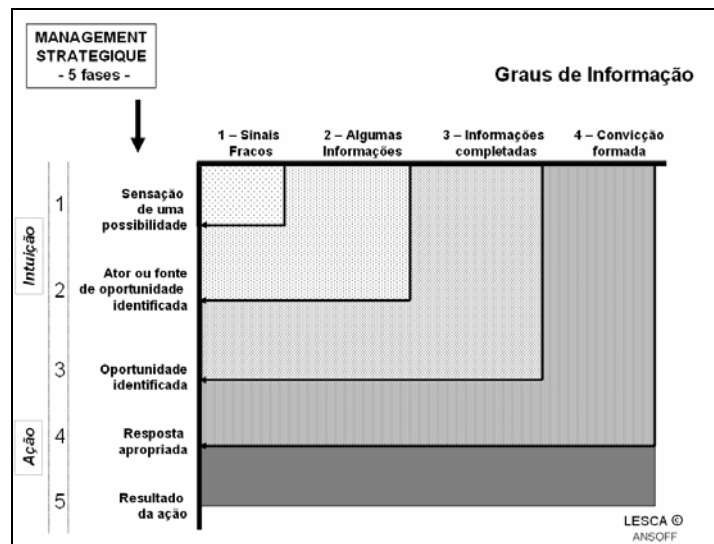 MANAGEMENT
STRATEGIQUE
- 5 fases -
Graus de Informação
1 – Sinais
Fracos
2 – Algumas
Informações
3 – Informações
completadas
4 – Convicção
formada
Intuição
1
Sensação
de uma
possibilidade
2
Ator ou fonte
de oportunidade
identificada
3
Oportunidade
identificada
Ação
4
Resposta
apropriada
5
Resultado
da ação
LESCA ©
ANSOFF